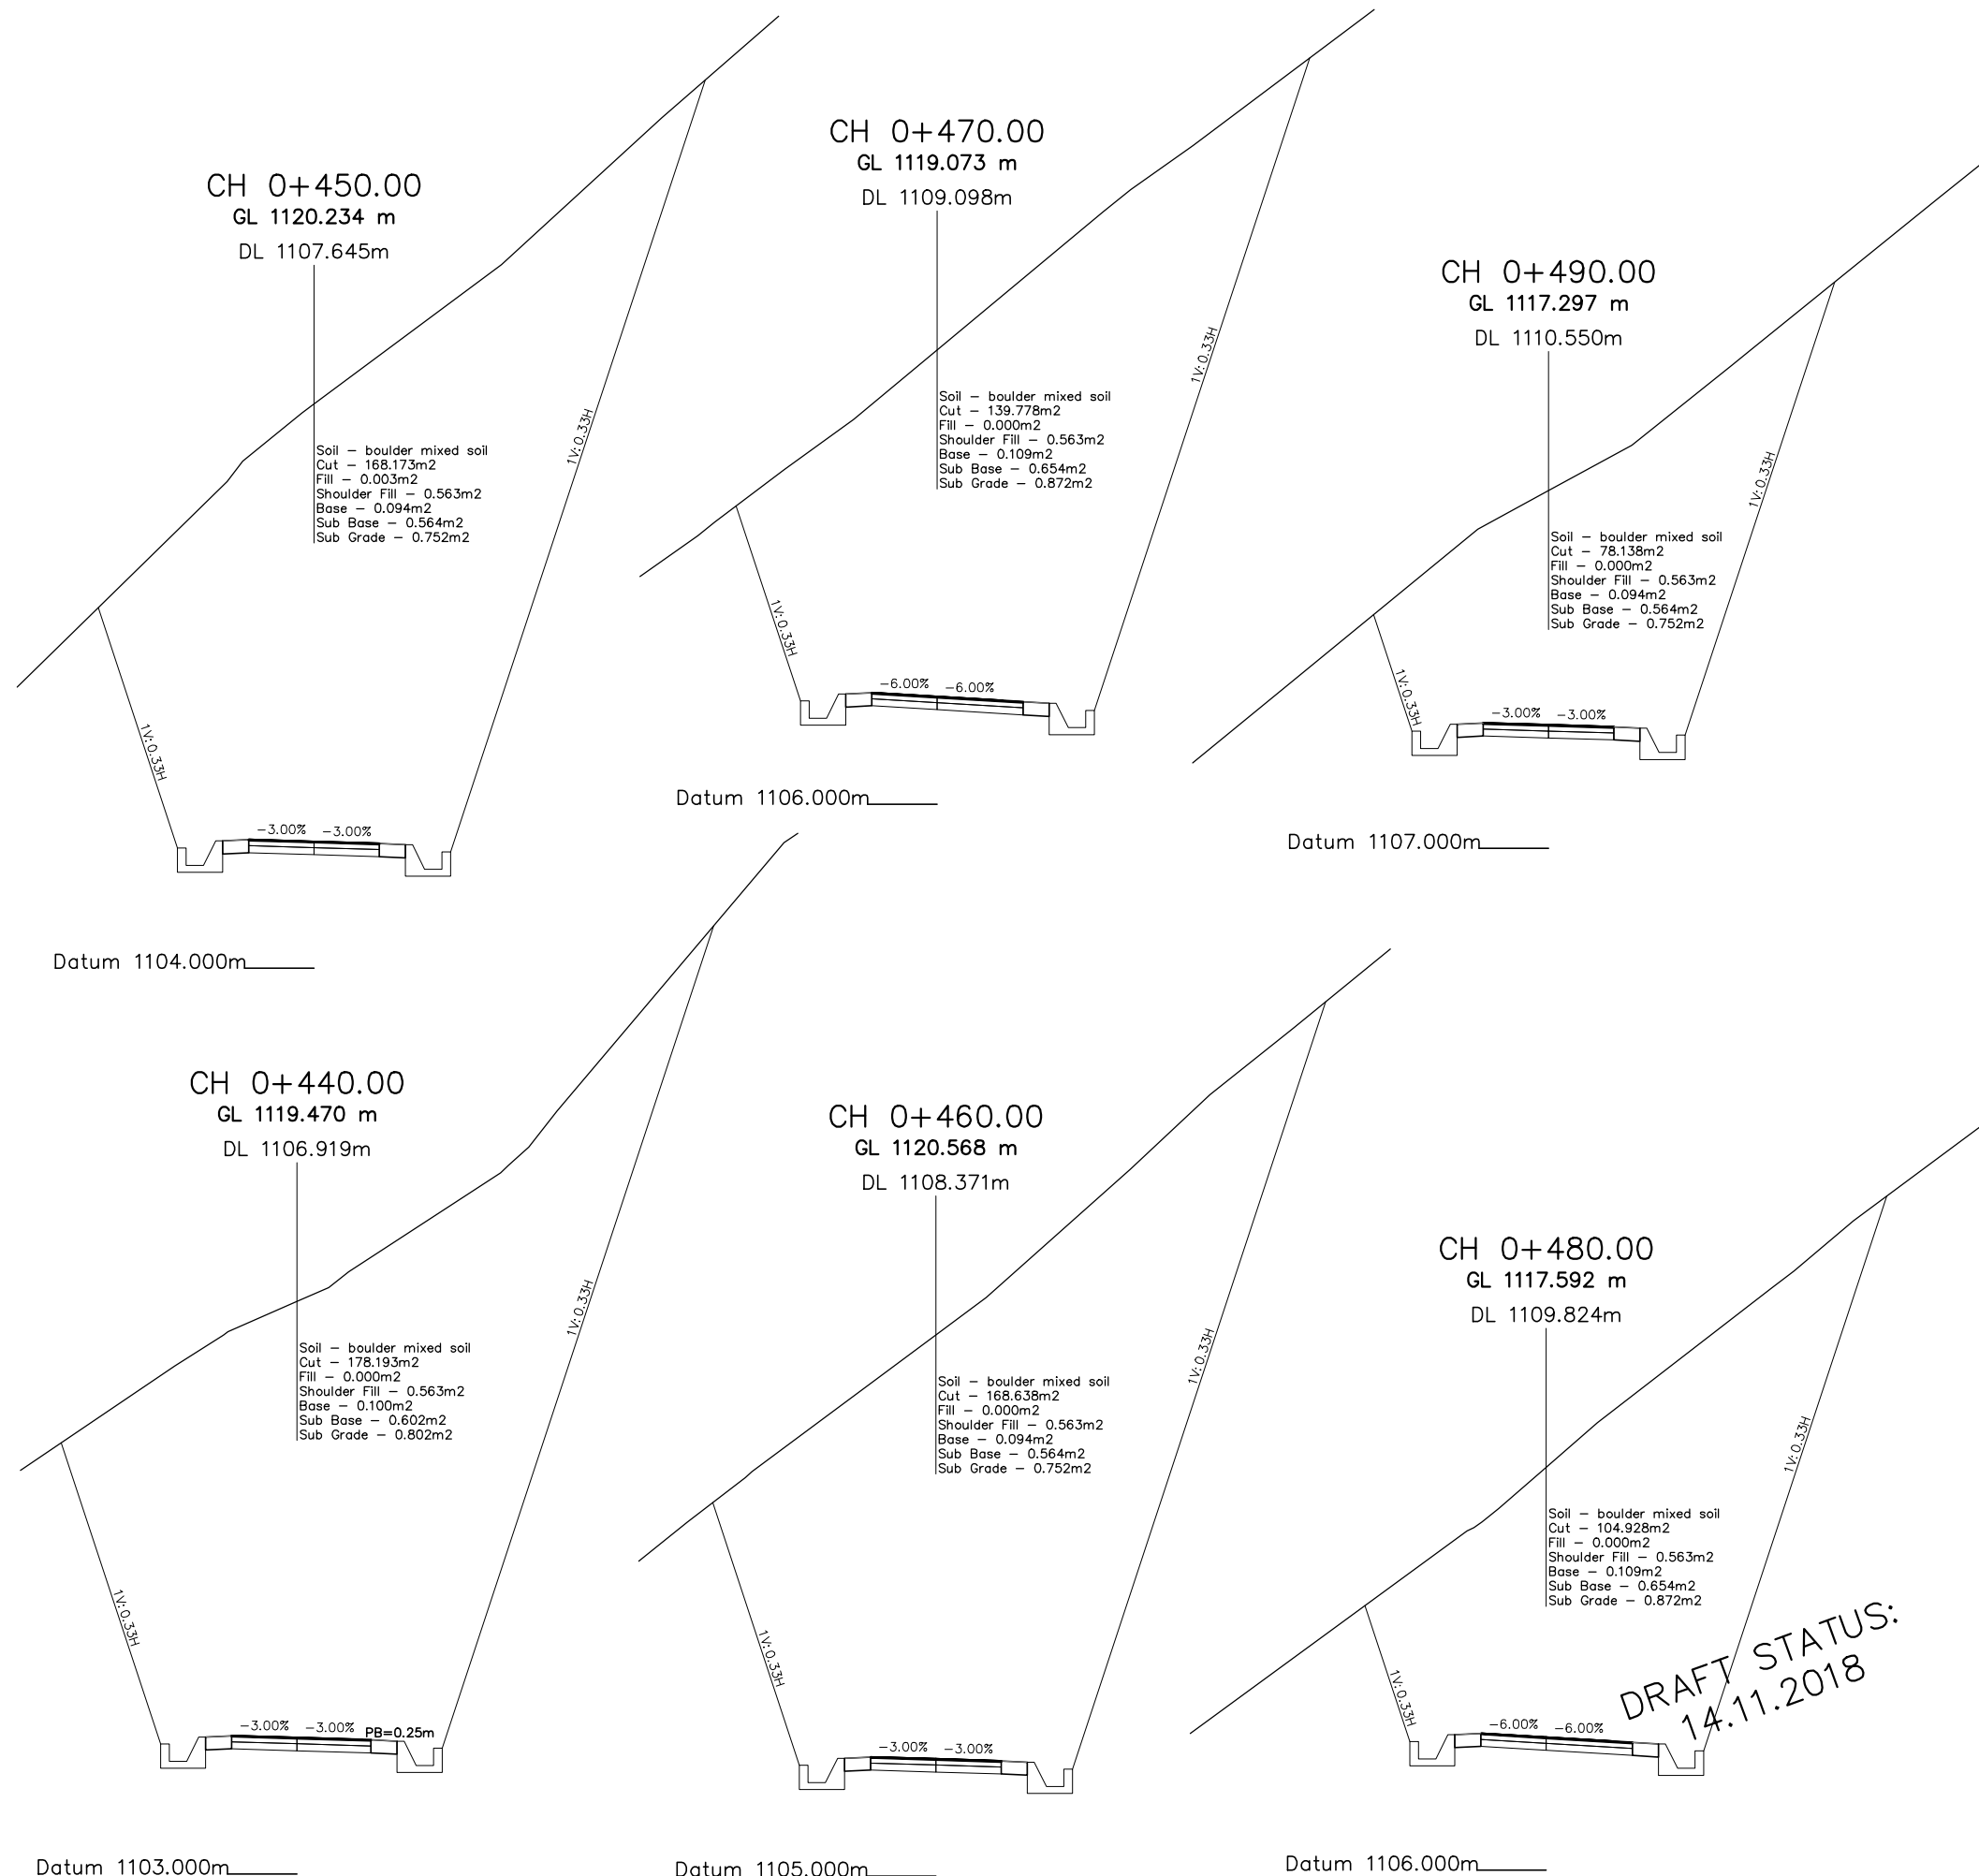 CH 0+450.00
GL 1120.234 m
DL 1107.645m
1V:0.33H
Soil – boulder mixed soil
Cut – 168.173m2
Fill – 0.003m2
Shoulder Fill – 0.563m2
Base – 0.094m2
Sub Base – 0.564m2
Sub Grade – 0.752m2
1V:0.33H
-3.00% -3.00%
Datum 1104.000m
CH 0+470.00
GL 1119.073 m
DL 1109.098m
1V:0.33H
Soil – boulder mixed soil
Cut – 139.778m2
Fill – 0.000m2
Shoulder Fill – 0.563m2
Base – 0.109m2
Sub Base – 0.654m2
Sub Grade – 0.872m2
1V:0.33H
-6.00% -6.00%
Datum 1106.000m
CH 0+490.00
GL 1117.297 m
DL 1110.550m
1V:0.33H
Soil – boulder mixed soil
Cut – 78.138m2
Fill – 0.000m2
Shoulder Fill – 0.563m2
Base – 0.094m2
Sub Base – 0.564m2
Sub Grade – 0.752m2
1V:0.33H
-3.00% -3.00%
Datum 1107.000m
CH 0+440.00
GL 1119.470 m
DL 1106.919m
1V:0.33H
Soil – boulder mixed soil
Cut – 178.193m2
Fill – 0.000m2
Shoulder Fill – 0.563m2
Base – 0.100m2
Sub Base – 0.602m2
Sub Grade – 0.802m2
1V:0.33H
-3.00% -3.00% PB=0.25m
Datum 1103.000m
CH 0+460.00
GL 1120.568 m
DL 1108.371m
1V:0.33H
Soil – boulder mixed soil
Cut – 168.638m2
Fill – 0.000m2
Shoulder Fill – 0.563m2
Base – 0.094m2
Sub Base – 0.564m2
Sub Grade – 0.752m2
1V:0.33H
-3.00% -3.00%
Datum 1105.000m
CH 0+480.00
GL 1117.592 m
DL 1109.824m
1V:0.33H
Soil – boulder mixed soil
Cut – 104.928m2
Fill – 0.000m2
Shoulder Fill – 0.563m2
Base – 0.109m2
Sub Base – 0.654m2
Sub Grade – 0.872m2
1V:0.33H
-6.00% -6.00%
Datum 1106.000m
DRAFT STATUS:
14.11.2018